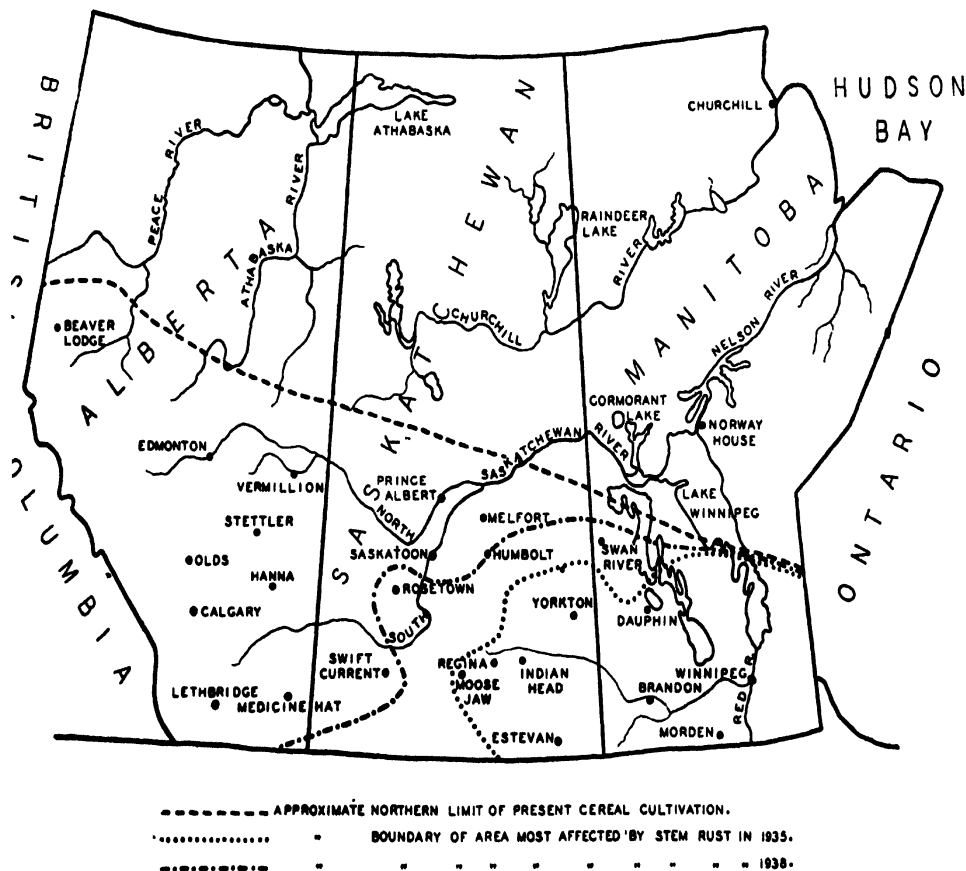 HUDSON
BAY
BRITIS
COLUMBIA
ALBERTA
SASKATCHEWAN
MANITOBA
ONTARIO
CHURCHILL
LAKE
ATHABASKA
PEACE RIVER
ATHABASKA RIVER
RAINDEER
LAKE
CHURCHILL RIVER
NELSON RIVER
BEAVER
LODGE
CORMORANT
LAKE
NORWAY
HOUSE
EDMONTON
VERMILLION
PRINCE
ALBERT
SASKATCHEWAN RIVER
LAKE
WINNIPEG
STETTLER
NORTH
MELFORT
OLDS
SASKATOON
HUMBOLT
SWAN
RIVER
HANNA
ROSETOWN
CALGARY
YORKTON
DAUPHIN
SOUTH
SWIFT
CURRENT
REGINA
MOOSE
JAW
INDIAN
HEAD
WINNIPEG
BRANDON
RED R.
LETHBRIDGE
MEDICINE HAT
ESTEVAN
MORDEN
APPROXIMATE NORTHERN LIMIT OF PRESENT CEREAL CULTIVATION.
" BOUNDARY OF AREA MOST AFFECTED BY STEM RUST IN 1935.
" " " " " " " " " " 1938.